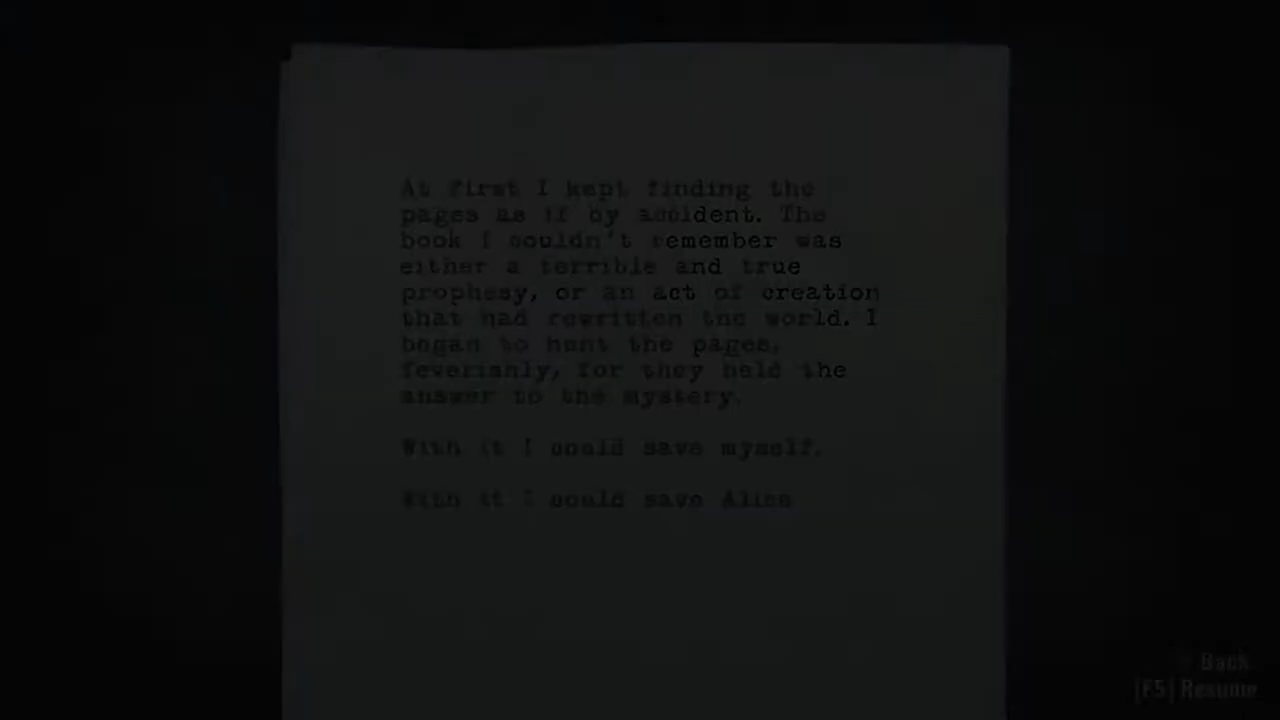 At first I kept finding the
pages as if by accident. The
book I couldn't remember was
either a terrible and true
prophesy, or an act of creation
that had rewritten the world. I
began to hunt the pages,
feverishly, for they held the
answer to the mystery.
With it I could save myself.
With it I could save Alice
Back
[F5] Resume